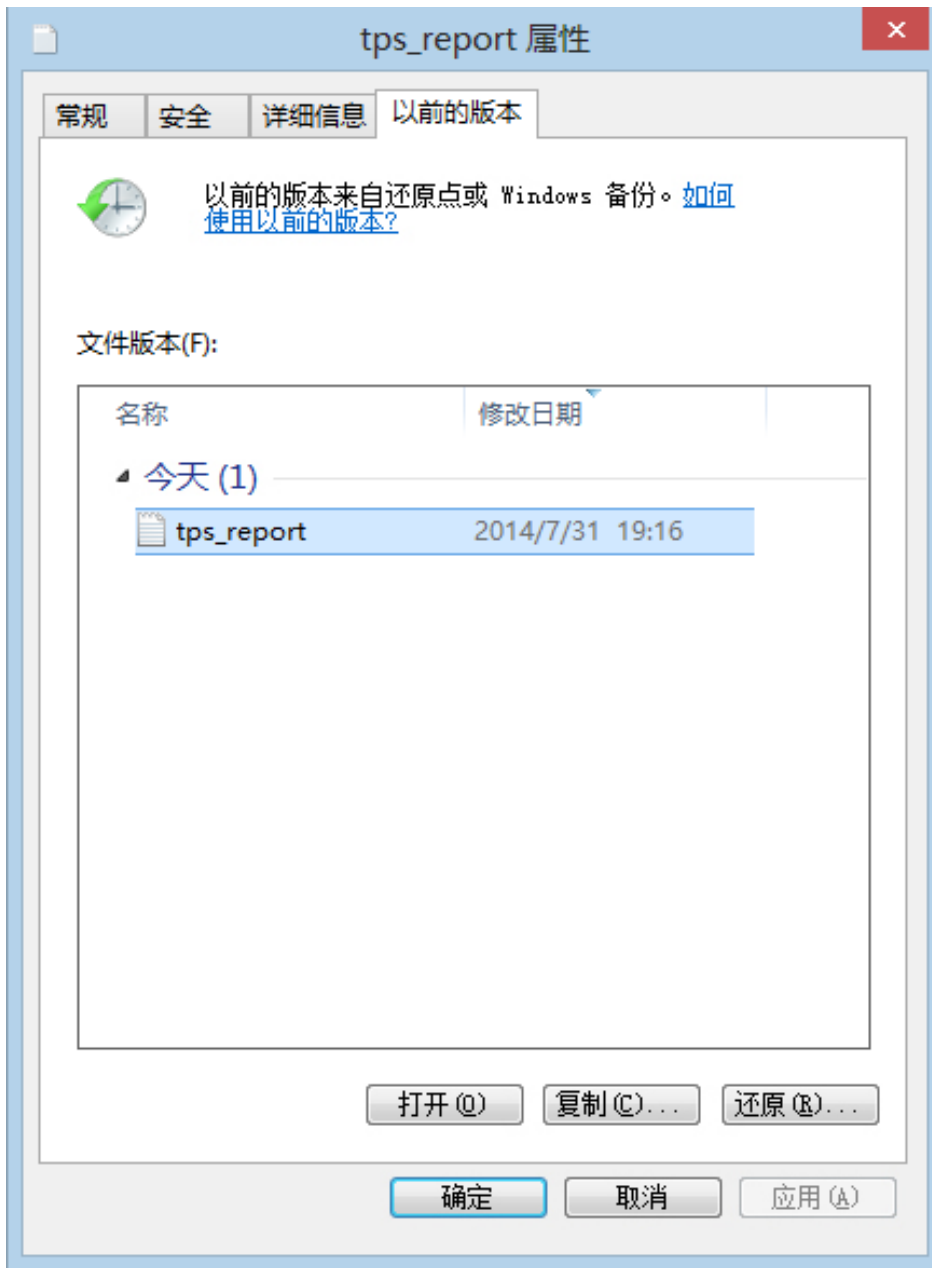 tps_report 属性
常规 安全 详细信息 以前的版本
以前的版本来自还原点或 Windows 备份。如何
使用以前的版本?
文件版本(F):
名称 修改日期
今天 (1)
tps_report 2014/7/31 19:16
打开(O) 复制(C)... 还原(R)...
确定 取消 应用(A)